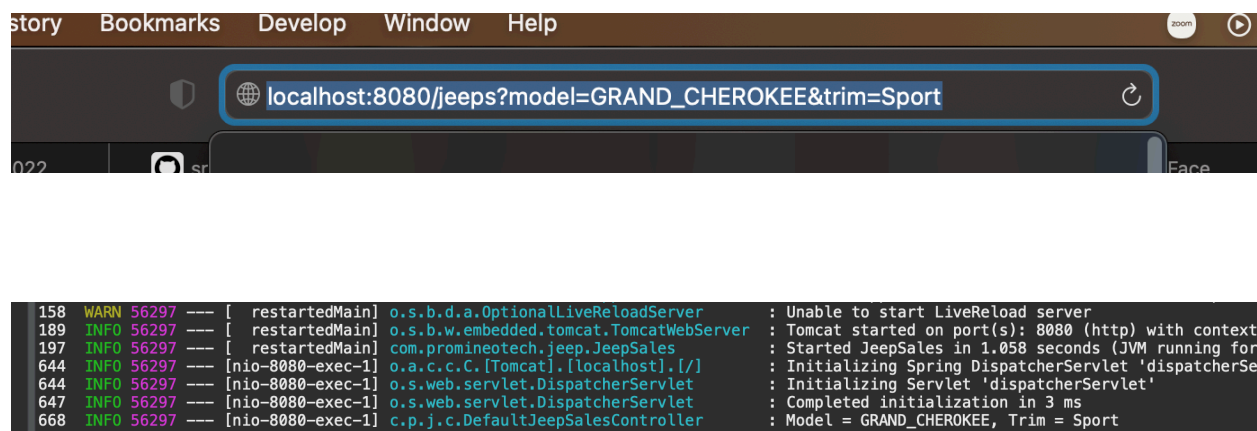 story Bookmarks Develop Window Help zoom
localhost:8080/jeeps?model=GRAND_CHEROKEE&trim=Sport
022 sr Face
158 WARN 56297 --- [ restartedMain] o.s.b.d.a.OptionalLiveReloadServer : Unable to start LiveReload server
189 INFO 56297 --- [ restartedMain] o.s.b.w.embedded.tomcat.TomcatWebServer : Tomcat started on port(s): 8080 (http) with context
197 INFO 56297 --- [ restartedMain] com.promineotech.jeep.JeepSales : Started JeepSales in 1.058 seconds (JVM running for
644 INFO 56297 --- [nio-8080-exec-1] o.a.c.c.C.[Tomcat].[localhost].[/] : Initializing Spring DispatcherServlet 'dispatcherSe
644 INFO 56297 --- [nio-8080-exec-1] o.s.web.servlet.DispatcherServlet : Initializing Servlet 'dispatcherServlet'
647 INFO 56297 --- [nio-8080-exec-1] o.s.web.servlet.DispatcherServlet : Completed initialization in 3 ms
668 INFO 56297 --- [nio-8080-exec-1] c.p.j.c.DefaultJeepSalesController : Model = GRAND_CHEROKEE, Trim = Sport